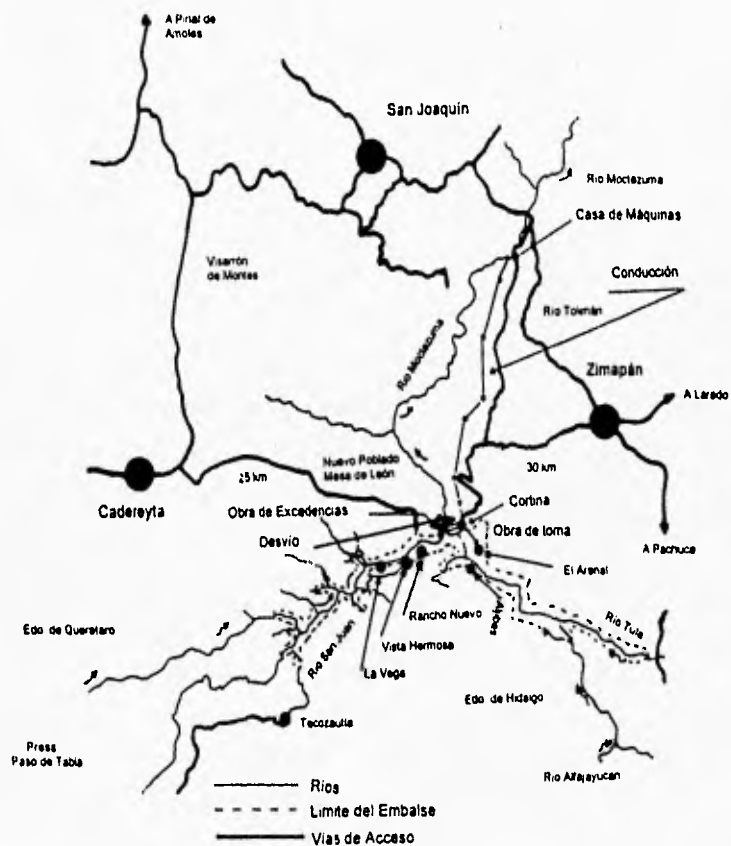 A Pinal de
Amoles
San Joaquín
Río Moctezuma
Casa de Máquinas
Visarrón
de Montes
Conducción
Río Tolimán
Río Moctezuma
Zimapán
A Laredo
Nuevo Poblado
Mesa de León
25 km
30 km
Cadereyta
Cortina
Obra de Excedencias
Obra de toma
Desvío
A Pachuca
El Arenal
Rancho Nuevo
Río Tula
Edo de Querétaro
Vista Hermosa
Río San Juan
La Vega
Edo de Hidalgo
Tecozautla
Presa
Paso de Tabla
Río Alfajayucan
Ríos
Limite del Embalse
Vías de Acceso